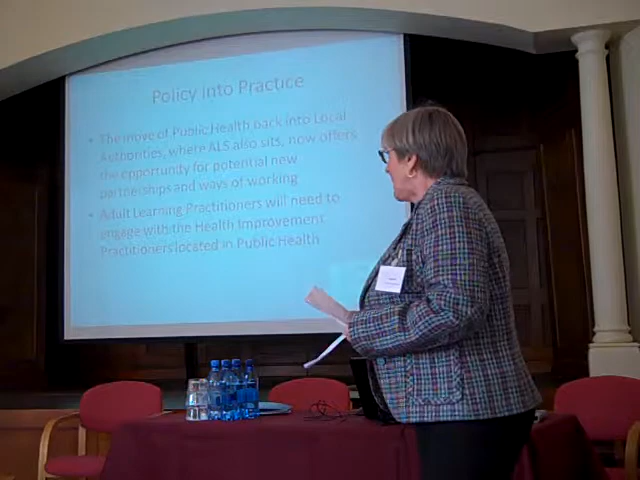 Policy into Practice
• The move of Public Health back into Local
Authorities, where ALS also sits, now offers
the opportunity for potential new
partnerships and ways of working
• Adult Learning Practitioners will need to
engage with the Health Improvement
Practitioners located in Public Health